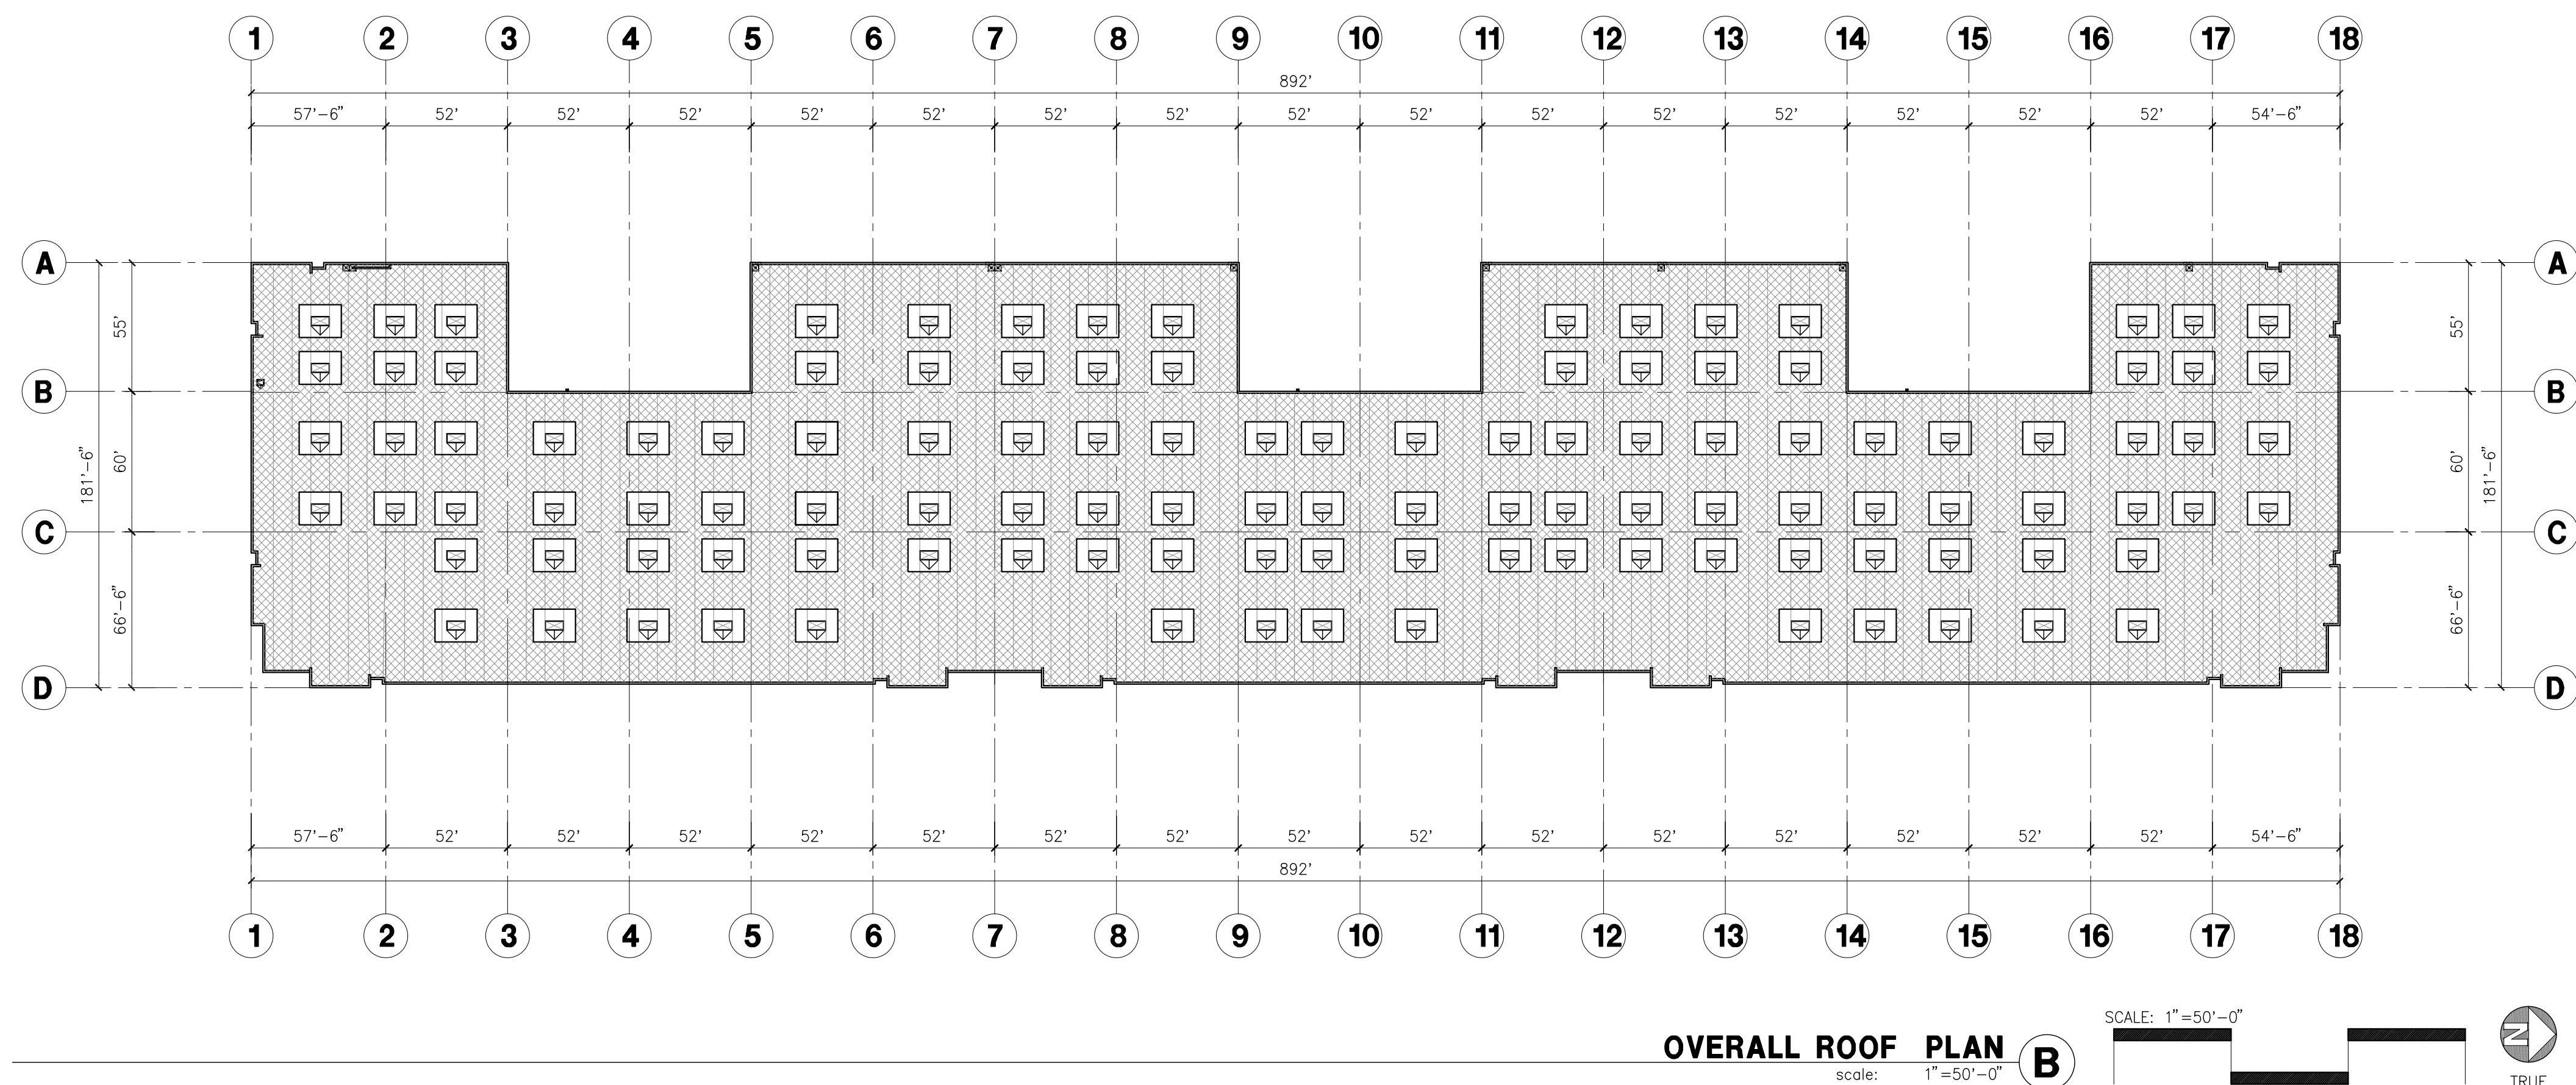 1 2 3 4 5 6 7 8 9 10 11 12 13 14 15 16 17 18
892'
57'-6" 52' 52' 52' 52' 52' 52' 52' 52' 52' 52' 52' 52' 52' 52' 52' 54'-6"
A A
55' 55'
B B
181'-6" 60' 60' 181'-6"
C C
66'-6" 66'-6"
D D
57'-6" 52' 52' 52' 52' 52' 52' 52' 52' 52' 52' 52' 52' 52' 52' 52' 54'-6"
892'
1 2 3 4 5 6 7 8 9 10 11 12 13 14 15 16 17 18
SCALE: 1"=50'-0"
OVERALL ROOF PLAN B
scale: 1"=50'-0"
N
TRUE